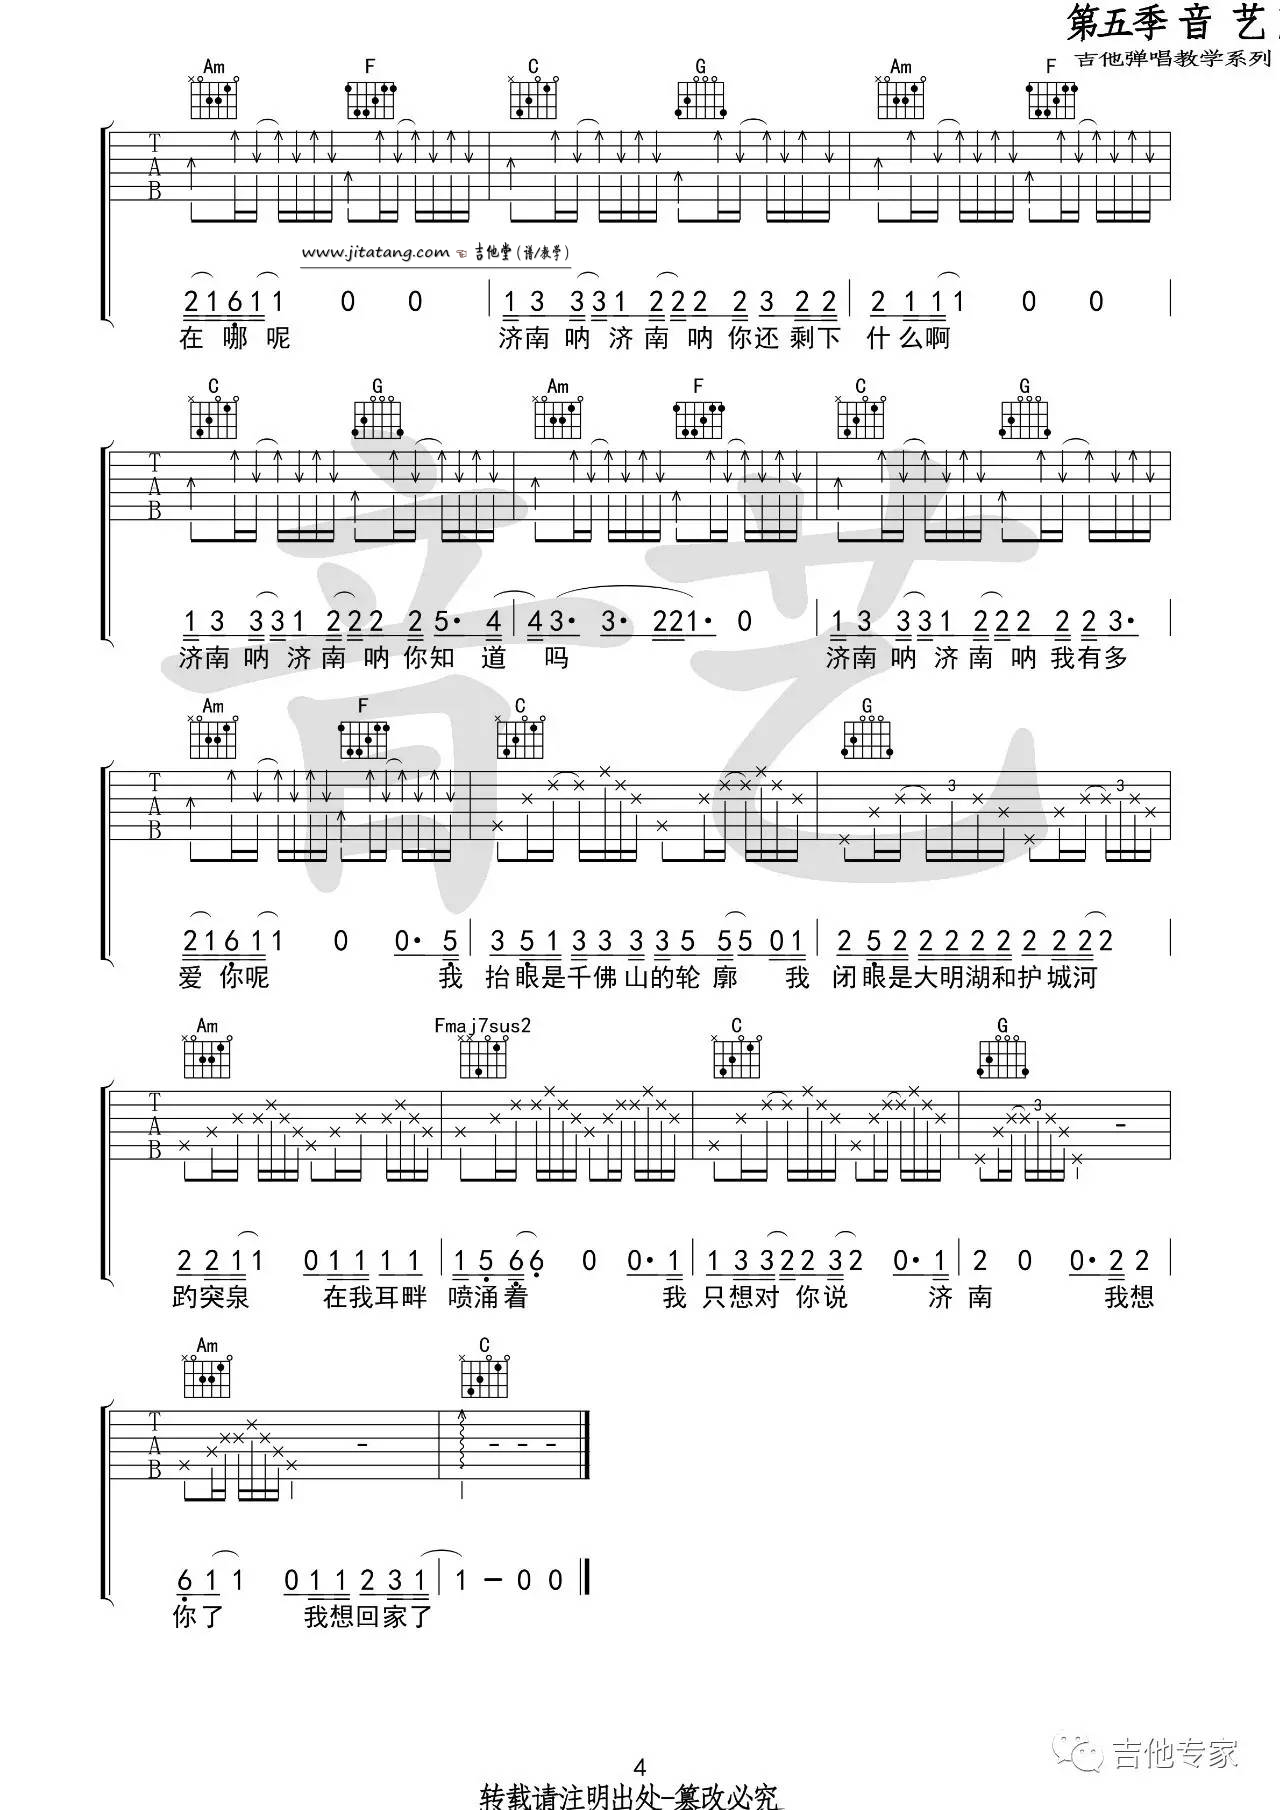 第五季音 艺
吉他弹唱教学系列
Am F C G Am F
T
A
B
www.jitatang.com ☜ 吉他堂(谱/教学)
2 1 6 1 1 0 0 1 3 3 3 1 2 2 2 2 3 2 2 2 1 1 1 0 0
在 哪 呢 济南 呐 济 南 呐 你还 剩下 什么啊
C G Am F C G
T
A
B
1 3 3 3 1 2 2 2 2 5· 4 4 3· 3· 2 2 1· 0 1 3 3 3 1 2 2 2 2 2 3·
济南 呐 济 南 呐 你知 道 吗 济南 呐 济 南 呐 我有多
Am F C G
3 3
T
A
B
2 1 6 1 1 0 0· 5 3 5 1 3 3 3 3 5 5 5 0 1 2 5 2 2 2 2 2 2 2 2
爱 你呢 我 抬眼是千佛山的轮 廓 我 闭眼是大明湖和护城河
Am Fmaj7sus2 C G
3
T
A
B
2 2 1 1 0 1 1 1 1 1 5 6 6 0 0· 1 1 3 3 2 2 3 2 0· 1 2 0 0· 2 2
趵突泉 在我耳畔 喷涌着 我 只想对 你说 济 南 我想
Am C
T
A
B
6 1 1 0 1 1 2 3 1 1 – 0 0
你了 我想回家了
音艺
吉他专家
4
转载请注明出处-篡改必究